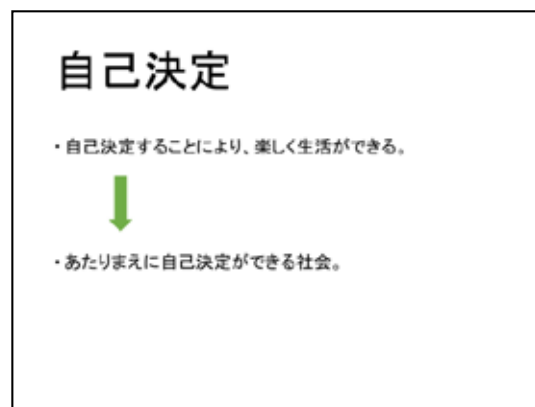 自己決定
・自己決定することにより、楽しく生活ができる。
・あたりまえに自己決定ができる社会。